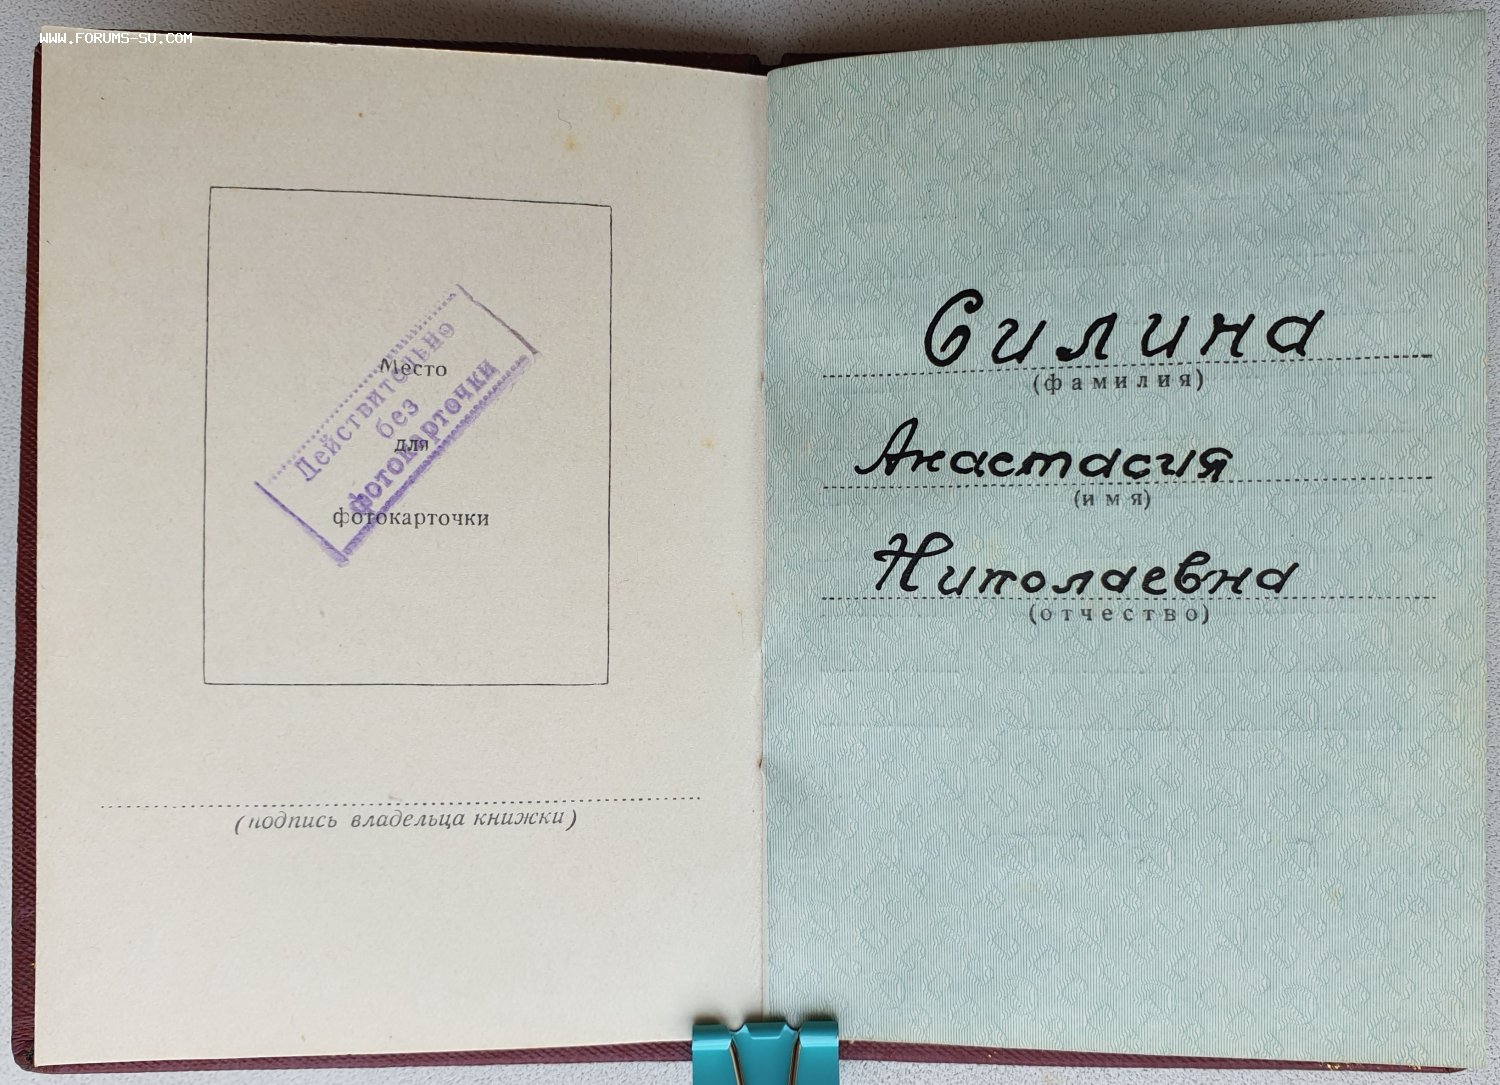 WWW.FORUMS-SU.COM
Место
для
фотокарточки
Действительно
без
фотокарточки
(подпись владельца книжки)
Силина
(фамилия)
Анастасия
(имя)
Николаевна
(отчество)